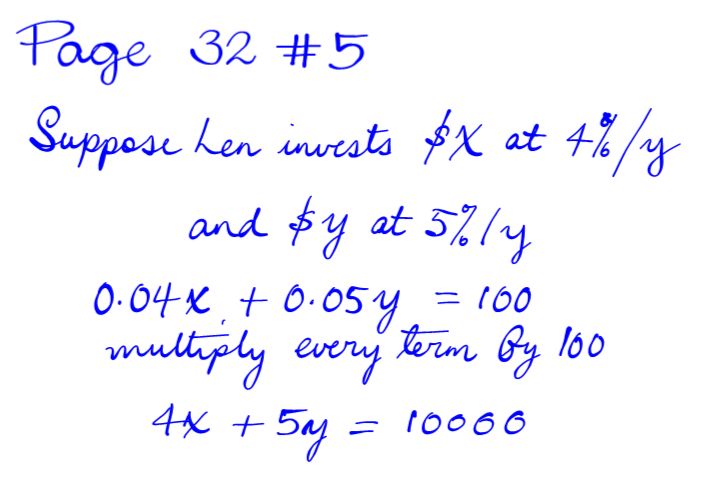 Page 32 #5
Suppose Len invests $x at 4%/y
and $y at 5%/y
0.04x + 0.05y = 100
multiply every term by 100
4x + 5y = 10000